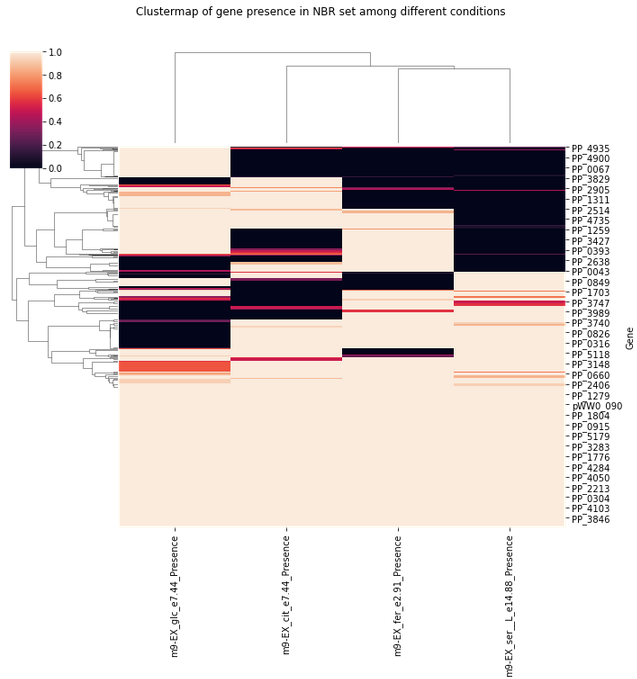 Clustermap of gene presence in NBR set among different conditions
1.0
0.8
0.6
0.4
0.2
0.0
PP_4935
PP_4900
PP_0067
PP_3829
PP_2905
PP_1311
PP_2514
PP_4735
PP_1259
PP_3427
PP_0393
PP_2638
PP_0043
PP_0849
PP_1703
PP_3747
PP_3989
PP_3740
PP_0826
PP_0316
PP_5118
PP_3148
PP_0660
PP_2406
PP_1279
pWW0_090
PP_1804
PP_0915
PP_5179
PP_3283
PP_1776
PP_4284
PP_4050
PP_2213
PP_0304
PP_4103
PP_3846
Gene
m9-EX_glc_e7.44_Presence
m9-EX_cit_e7.44_Presence
m9-EX_fer_e2.91_Presence
m9-EX_ser__L_e14.88_Presence